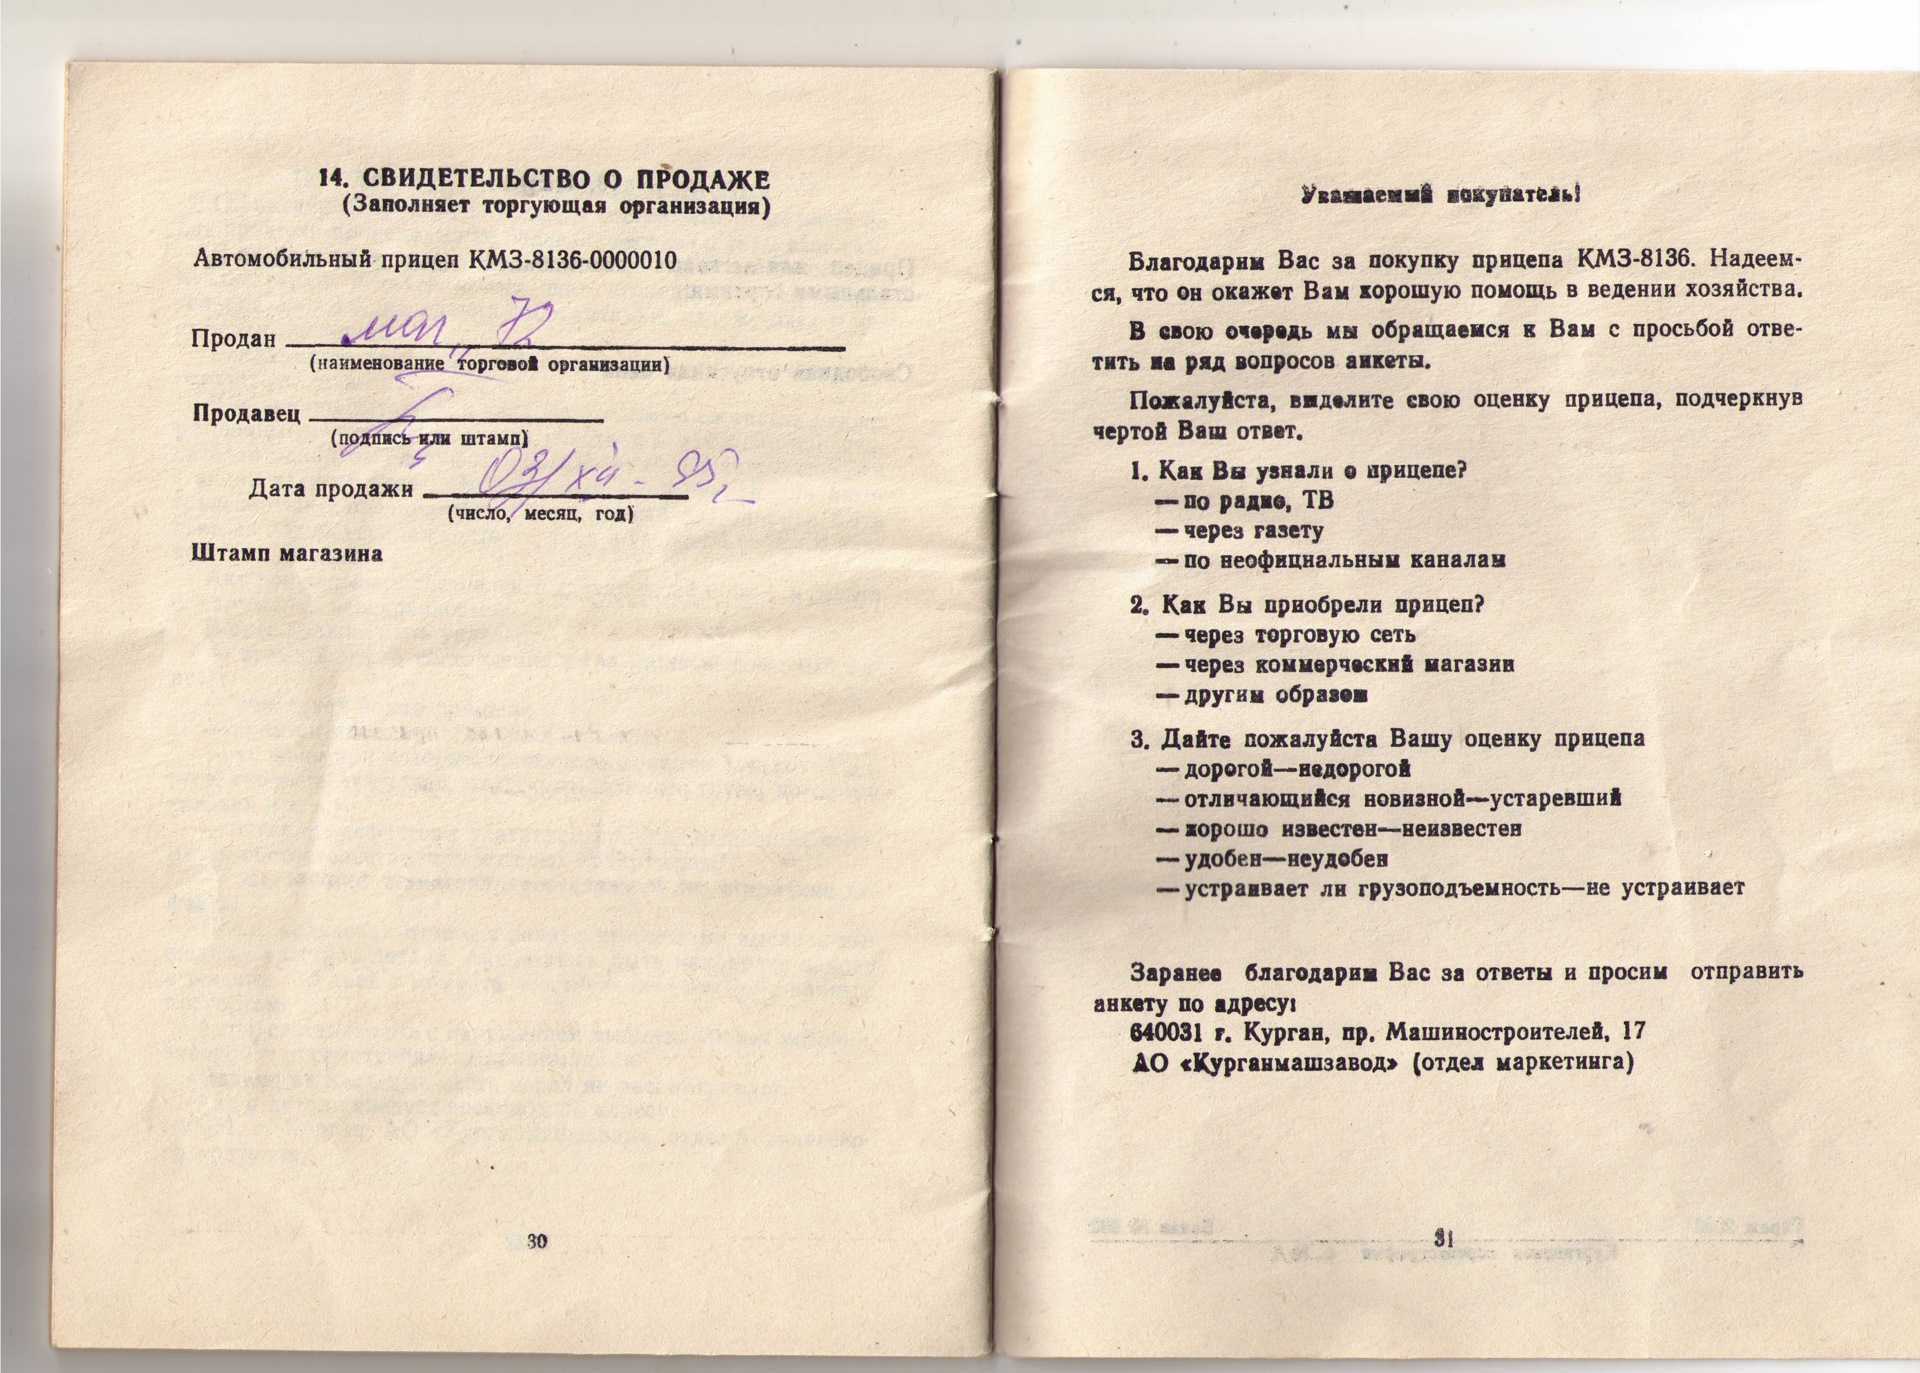 14. СВИДЕТЕЛЬСТВО О ПРОДАЖЕ
(Заполняет торгующая организация)
Автомобильный прицеп КМЗ-8136-0000010
Продан маг. 72
(наименование торговой организации)
Продавец
(подпись или штамп)
Дата продажи 03/XII - 95г.
(число, месяц, год)
Штамп магазина
30
Уважаемый покупатель!
Благодарим Вас за покупку прицепа КМЗ-8136. Надеем-
ся, что он окажет Вам хорошую помощь в ведении хозяйства.
В свою очередь мы обращаемся к Вам с просьбой отве-
тить на ряд вопросов анкеты.
Пожалуйста, выделите свою оценку прицепа, подчеркнув
чертой Ваш ответ.
1. Как Вы узнали о прицепе?
— по радио, ТВ
— через газету
— по неофициальным каналам
2. Как Вы приобрели прицеп?
— через торговую сеть
— через коммерческий магазин
— другим образом
3. Дайте пожалуйста Вашу оценку прицепа
— дорогой—недорогой
— отличающийся новизной—устаревший
— хорошо известен—неизвестен
— удобен—неудобен
— устраивает ли грузоподъемность—не устраивает
Заранее благодарим Вас за ответы и просим отправить
анкету по адресу:
640031 г. Курган, пр. Машиностроителей, 17
АО «Курганмашзавод» (отдел маркетинга)
31